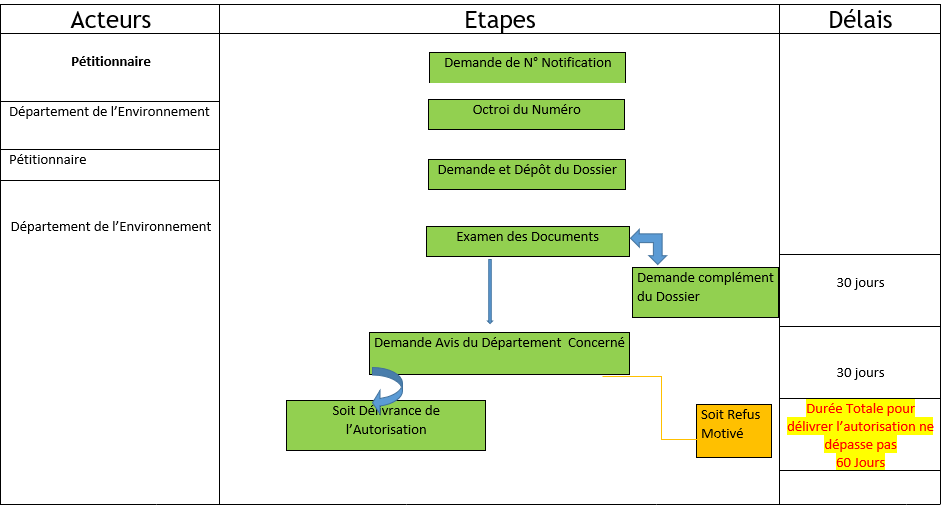 Acteurs
Etapes
Délais
Pétitionnaire
Demande de N° Notification
Département de l’Environnement
Octroi du Numéro
Pétitionnaire
Demande et Dépôt du Dossier
Département de l’Environnement
Examen des Documents
Demande complément
du Dossier
30 jours
Demande Avis du Département Concerné
30 jours
Soit Délivrance de
l’Autorisation
Soit Refus
Motivé
Durée Totale pour
délivrer l’autorisation ne
dépasse pas
60 Jours